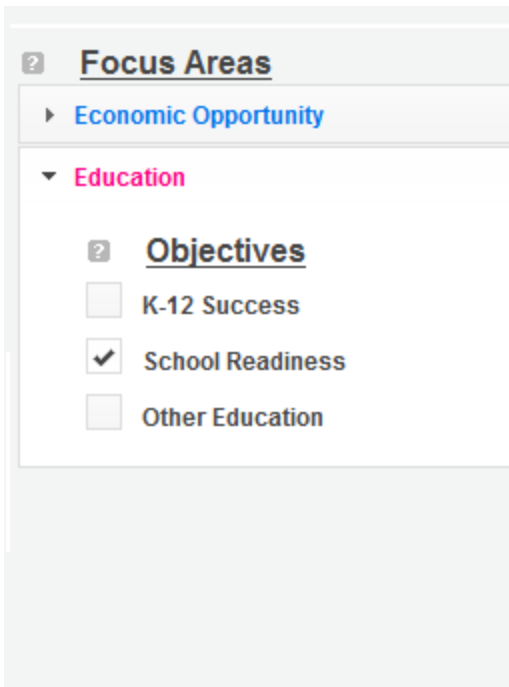 ? Focus Areas
Economic Opportunity
Education
? Objectives
K-12 Success
School Readiness
Other Education